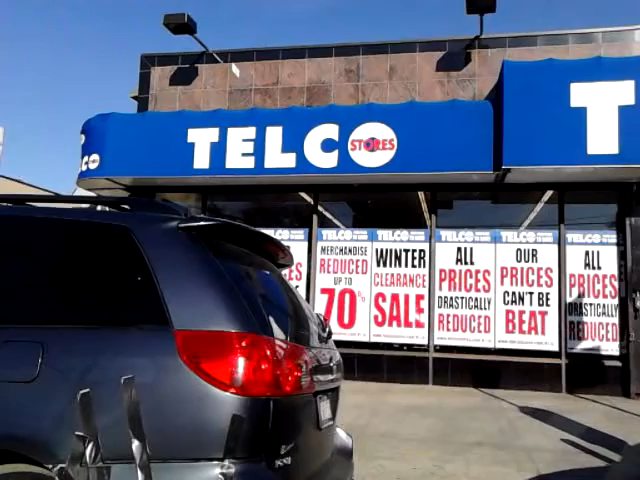 TELCO
STORES
T
CO
TELCO
TELCO
TELCO
TELCO
TELCO
MERCHANDISE
REDUCED
UP TO
70%
WINTER
CLEARANCE
SALE
ALL
PRICES
DRASTICALLY
REDUCED
OUR
PRICES
CAN'T BE
BEAT
ALL
PRICES
DRASTICALLY
REDUCED